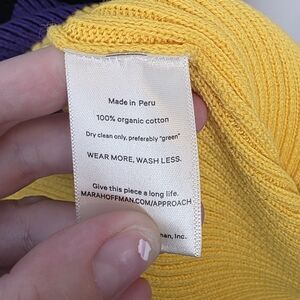 Made in Peru
100% organic cotton
Dry clean only, preferably "green"
WEAR MORE, WASH LESS.
Give this piece a long life.
MARAHOFFMAN.COM/APPROACH
Inc.